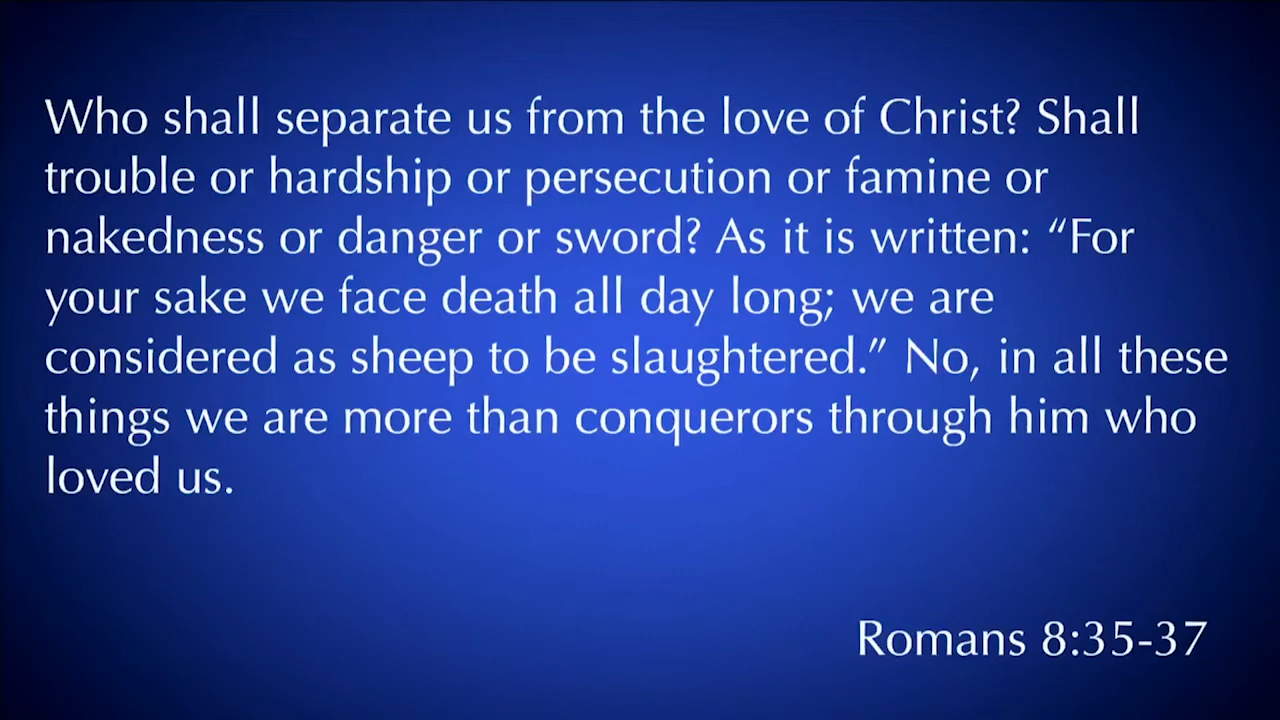 Who shall separate us from the love of Christ? Shall
trouble or hardship or persecution or famine or
nakedness or danger or sword? As it is written: “For
your sake we face death all day long; we are
considered as sheep to be slaughtered.” No, in all these
things we are more than conquerors through him who
loved us.
Romans 8:35-37